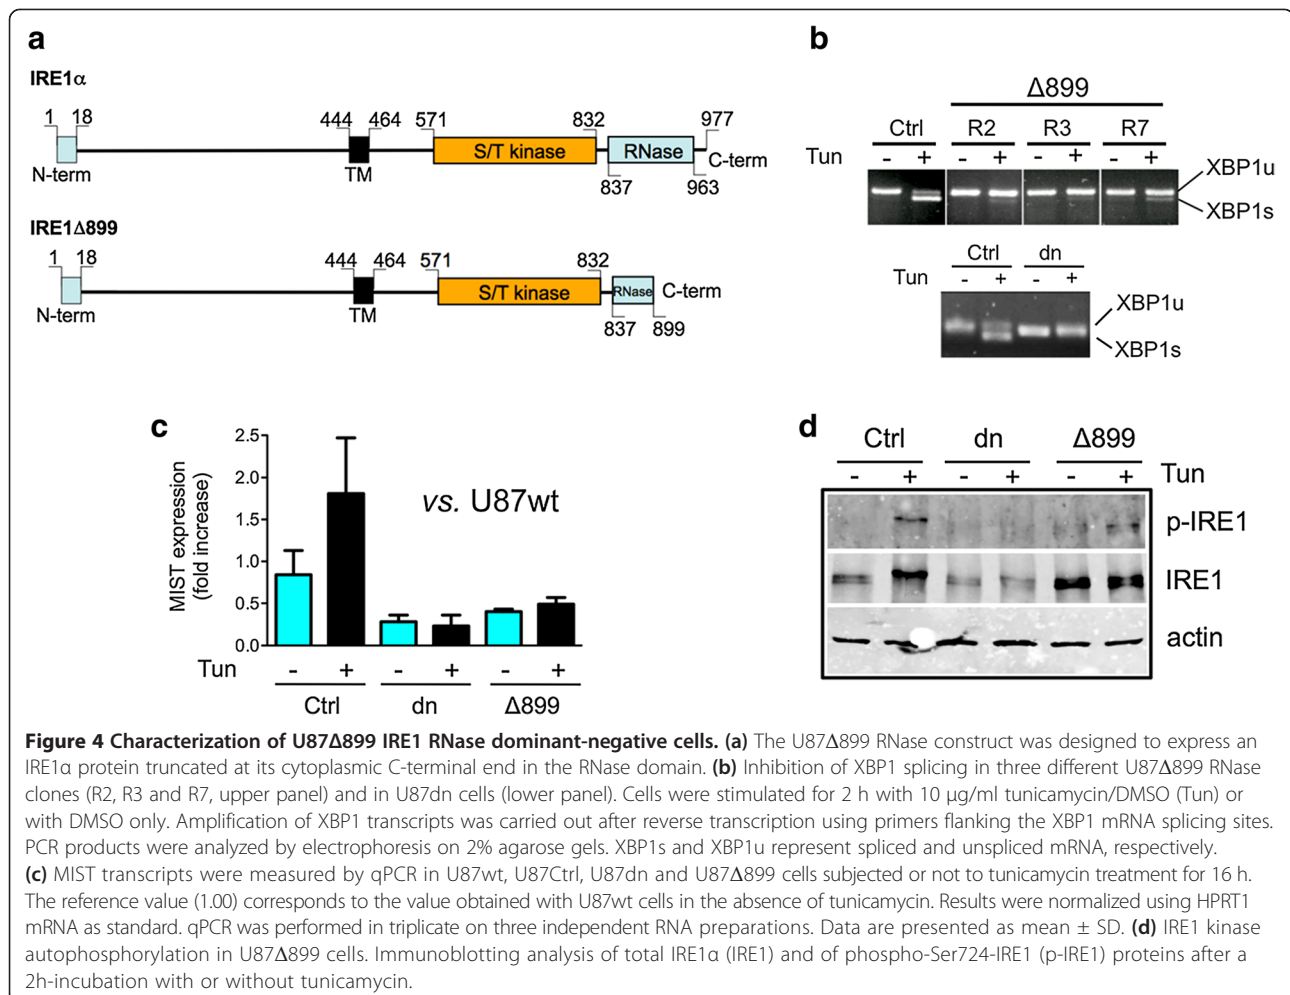 a
IRE1α
1 18 444 464 571 832 977
S/T kinase RNase
N-term TM 837 963 C-term
IRE1Δ899
1 18 444 464 571 832
S/T kinase RNase C-term
N-term TM 837 899
b
Δ899
Ctrl R2 R3 R7
Tun - + - + - + - +
XBP1u
XBP1s
Ctrl dn
Tun - + - +
XBP1u
XBP1s
c
MIST expression
(fold increase)
2.5
2.0
1.5
1.0
0.5
0.0
vs. U87wt
Tun - + - + - +
Ctrl dn Δ899
d
Ctrl dn Δ899
- + - + - + Tun
p-IRE1
IRE1
actin
Figure 4 Characterization of U87Δ899 IRE1 RNase dominant-negative cells. (a) The U87Δ899 RNase construct was designed to express an
IRE1α protein truncated at its cytoplasmic C-terminal end in the RNase domain. (b) Inhibition of XBP1 splicing in three different U87Δ899 RNase
clones (R2, R3 and R7, upper panel) and in U87dn cells (lower panel). Cells were stimulated for 2 h with 10 μg/ml tunicamycin/DMSO (Tun) or
with DMSO only. Amplification of XBP1 transcripts was carried out after reverse transcription using primers flanking the XBP1 mRNA splicing sites.
PCR products were analyzed by electrophoresis on 2% agarose gels. XBP1s and XBP1u represent spliced and unspliced mRNA, respectively.
(c) MIST transcripts were measured by qPCR in U87wt, U87Ctrl, U87dn and U87Δ899 cells subjected or not to tunicamycin treatment for 16 h.
The reference value (1.00) corresponds to the value obtained with U87wt cells in the absence of tunicamycin. Results were normalized using HPRT1
mRNA as standard. qPCR was performed in triplicate on three independent RNA preparations. Data are presented as mean ± SD. (d) IRE1 kinase
autophosphorylation in U87Δ899 cells. Immunoblotting analysis of total IRE1α (IRE1) and of phospho-Ser724-IRE1 (p-IRE1) proteins after a
2h-incubation with or without tunicamycin.